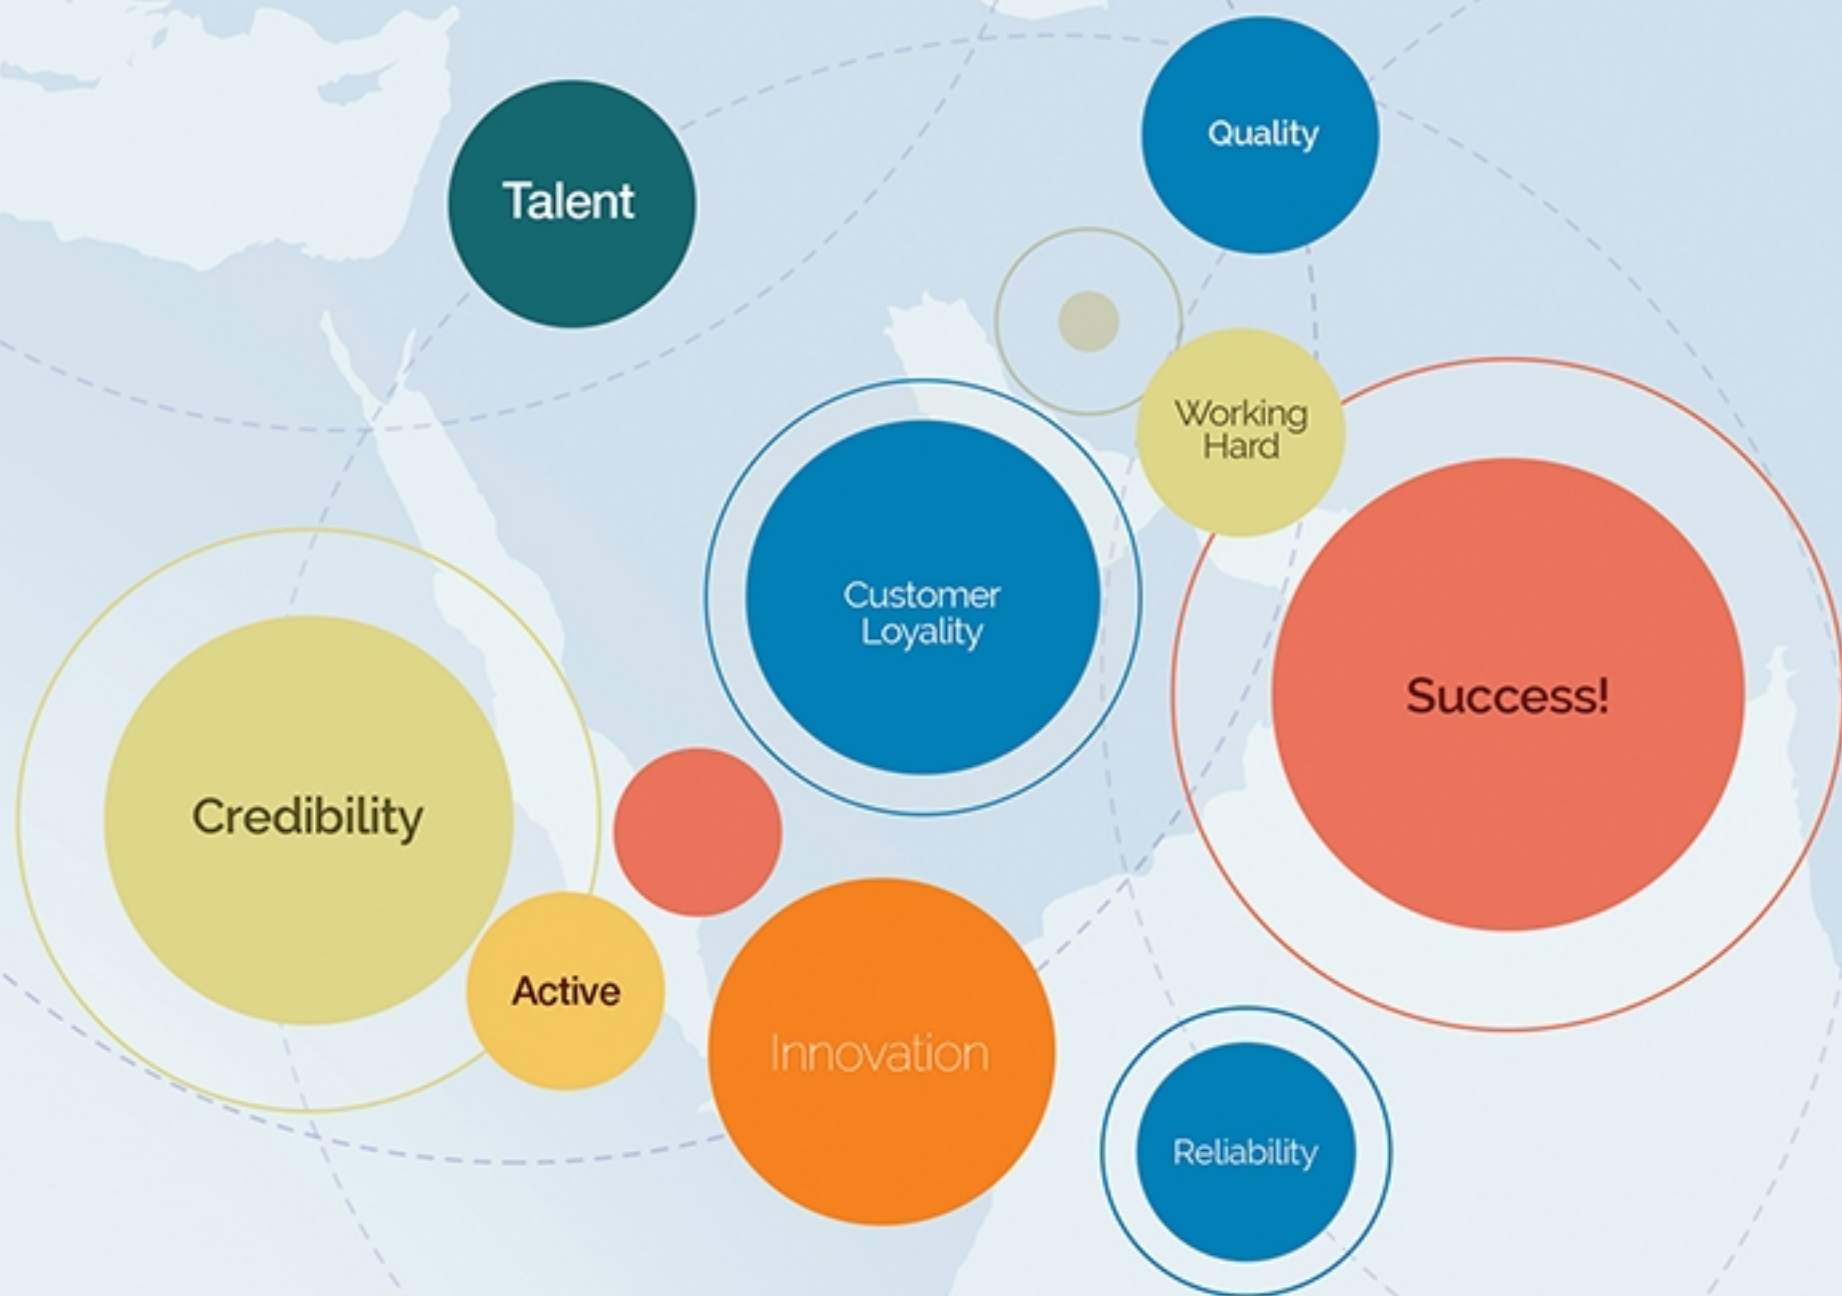 Quality
Talent
Working
Hard
Customer
Loyality
Success!
Credibility
Active
Innovation
Reliability